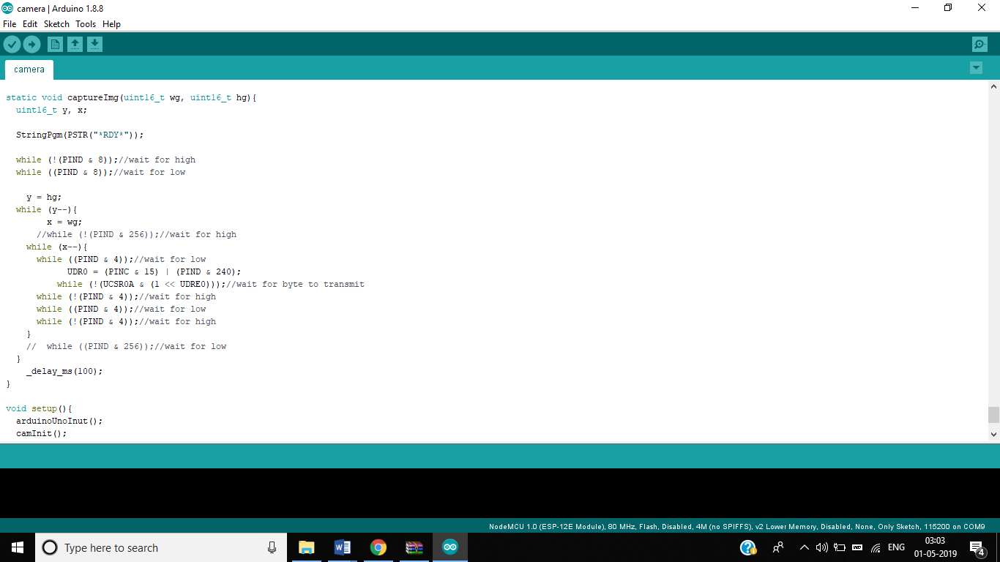 camera | Arduino 1.8.8
File Edit Sketch Tools Help
camera
static void captureImg(uint16_t wg, uint16_t hg){
uint16_t y, x;
StringPgm(PSTR("*RDY*"));
while (!(PIND & 8));//wait for high
while ((PIND & 8));//wait for low
y = hg;
while (y--){
x = wg;
//while (!(PIND & 256));//wait for high
while (x--){
while ((PIND & 4));//wait for low
UDR0 = (PINC & 15) | (PIND & 240);
while (!(UCSR0A & (1 << UDRE0)));//wait for byte to transmit
while (!(PIND & 4));//wait for high
while ((PIND & 4));//wait for low
while (!(PIND & 4));//wait for high
}
// while ((PIND & 256));//wait for low
}
_delay_ms(100);
}
void setup(){
arduinoUnoInut();
camInit();
NodeMCU 1.0 (ESP-12E Module), 80 MHz, Flash, Disabled, 4M (no SPIFFS), v2 Lower Memory, Disabled, None, Only Sketch, 115200 on COM9
Type here to search
ENG
03:03
01-05-2019
4